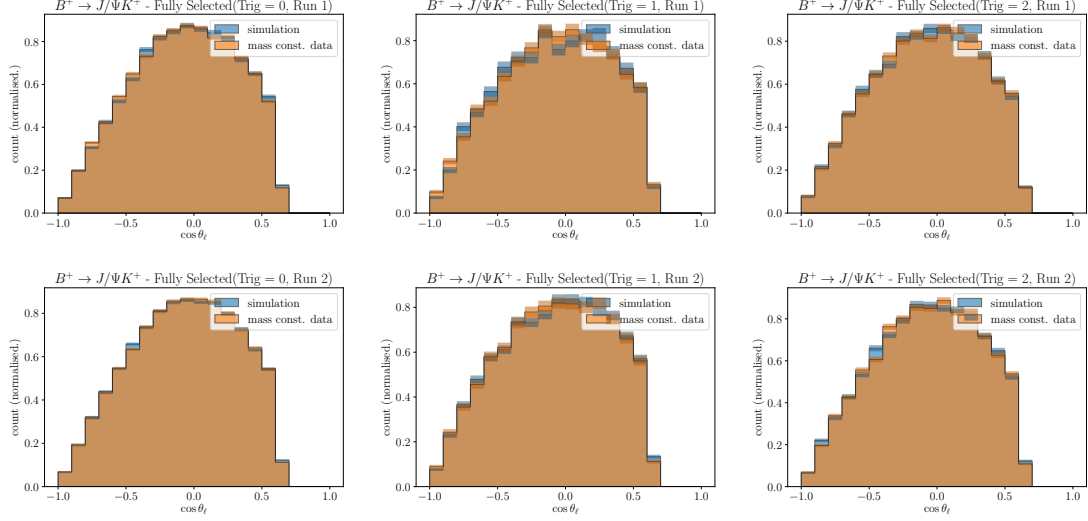 B⁺ → J/ΨK⁺ - Fully Selected(Trig = 0, Run 1)
simulation
mass const. data
count (normalised.)
0.8
0.6
0.4
0.2
0.0
−1.0 −0.5 0.0 0.5 1.0
cos θℓ
B⁺ → J/ΨK⁺ - Fully Selected(Trig = 1, Run 1)
simulation
mass const. data
count (normalised.)
0.8
0.6
0.4
0.2
0.0
−1.0 −0.5 0.0 0.5 1.0
cos θℓ
B⁺ → J/ΨK⁺ - Fully Selected(Trig = 2, Run 1)
simulation
mass const. data
count (normalised.)
0.8
0.6
0.4
0.2
0.0
−1.0 −0.5 0.0 0.5 1.0
cos θℓ
B⁺ → J/ΨK⁺ - Fully Selected(Trig = 0, Run 2)
simulation
mass const. data
count (normalised.)
0.8
0.6
0.4
0.2
0.0
−1.0 −0.5 0.0 0.5 1.0
cos θℓ
B⁺ → J/ΨK⁺ - Fully Selected(Trig = 1, Run 2)
simulation
mass const. data
count (normalised.)
0.8
0.6
0.4
0.2
0.0
−1.0 −0.5 0.0 0.5 1.0
cos θℓ
B⁺ → J/ΨK⁺ - Fully Selected(Trig = 2, Run 2)
simulation
mass const. data
count (normalised.)
0.8
0.6
0.4
0.2
0.0
−1.0 −0.5 0.0 0.5 1.0
cos θℓ